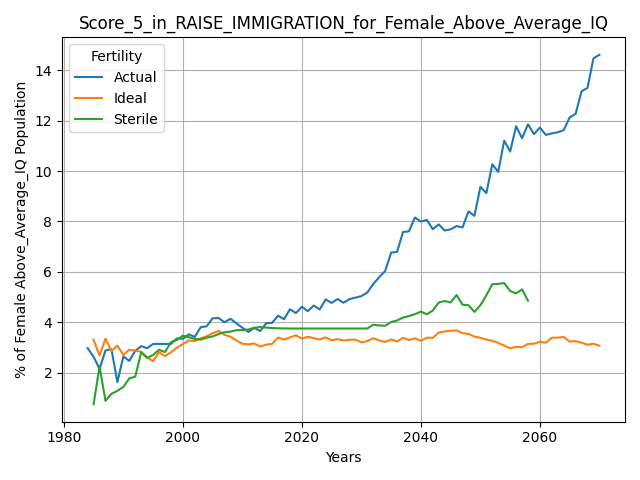 Score_5_in_RAISE_IMMIGRATION_for_Female_Above_Average_IQ
Fertility
Actual
Ideal
Sterile
% of Female Above_Average_IQ Population
14
12
10
8
6
4
2
1980
2000
2020
2040
2060
Years